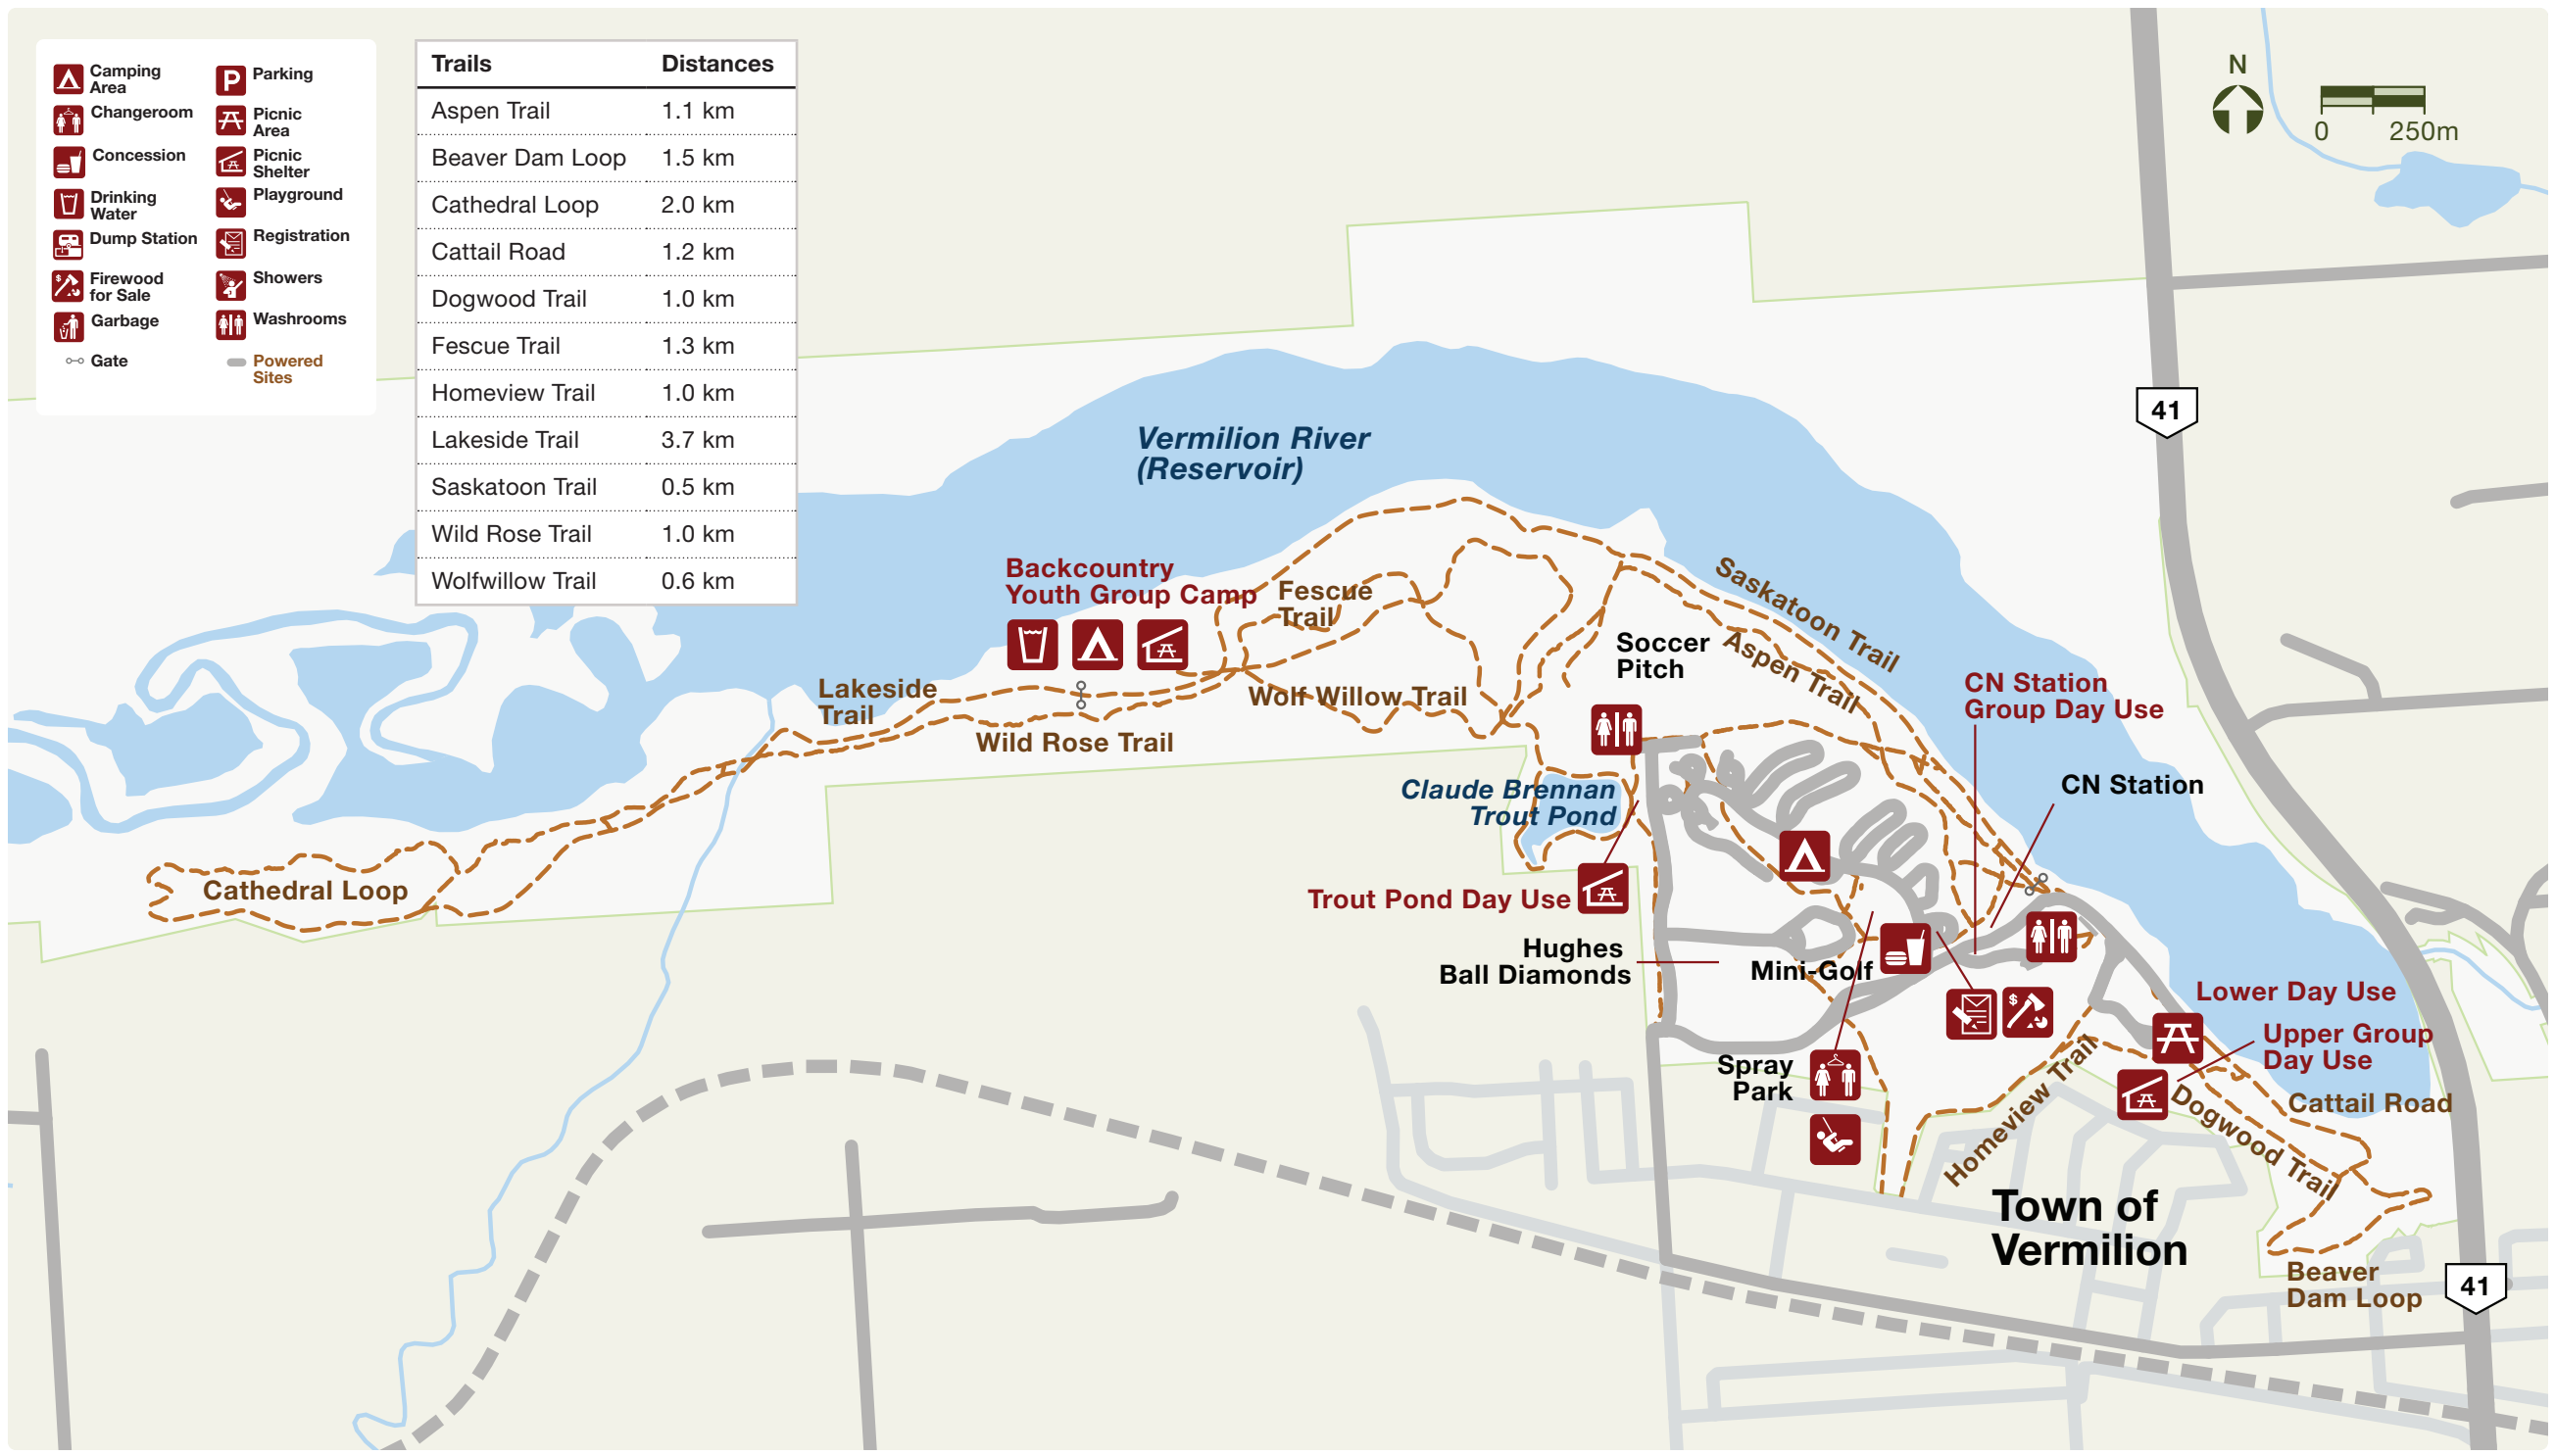 Camping
Area
Changeroom
Concession
Drinking
Water
Dump Station
Firewood
for Sale
Garbage
Gate
P Parking
Picnic
Area
Picnic
Shelter
Playground
Registration
Showers
Washrooms
Powered
Sites
Trails Distances
Aspen Trail 1.1 km
Beaver Dam Loop 1.5 km
Cathedral Loop 2.0 km
Cattail Road 1.2 km
Dogwood Trail 1.0 km
Fescue Trail 1.3 km
Homeview Trail 1.0 km
Lakeside Trail 3.7 km
Saskatoon Trail 0.5 km
Wild Rose Trail 1.0 km
Wolfwillow Trail 0.6 km
N
0 250m
41
Vermilion River
(Reservoir)
Backcountry
Youth Group Camp
Fescue
Trail
Saskatoon Trail
Aspen Trail
Soccer
Pitch
Lakeside
Trail
Wolf Willow Trail
Wild Rose Trail
CN Station
Group Day Use
CN Station
Claude Brennan
Trout Pond
Cathedral Loop
Trout Pond Day Use
Hughes
Ball Diamonds
Mini-Golf
$
Lower Day Use
Upper Group
Day Use
Spray
Park
Homeview Trail
Dogwood Trail
Cattail Road
Town of
Vermilion
Beaver
Dam Loop
41